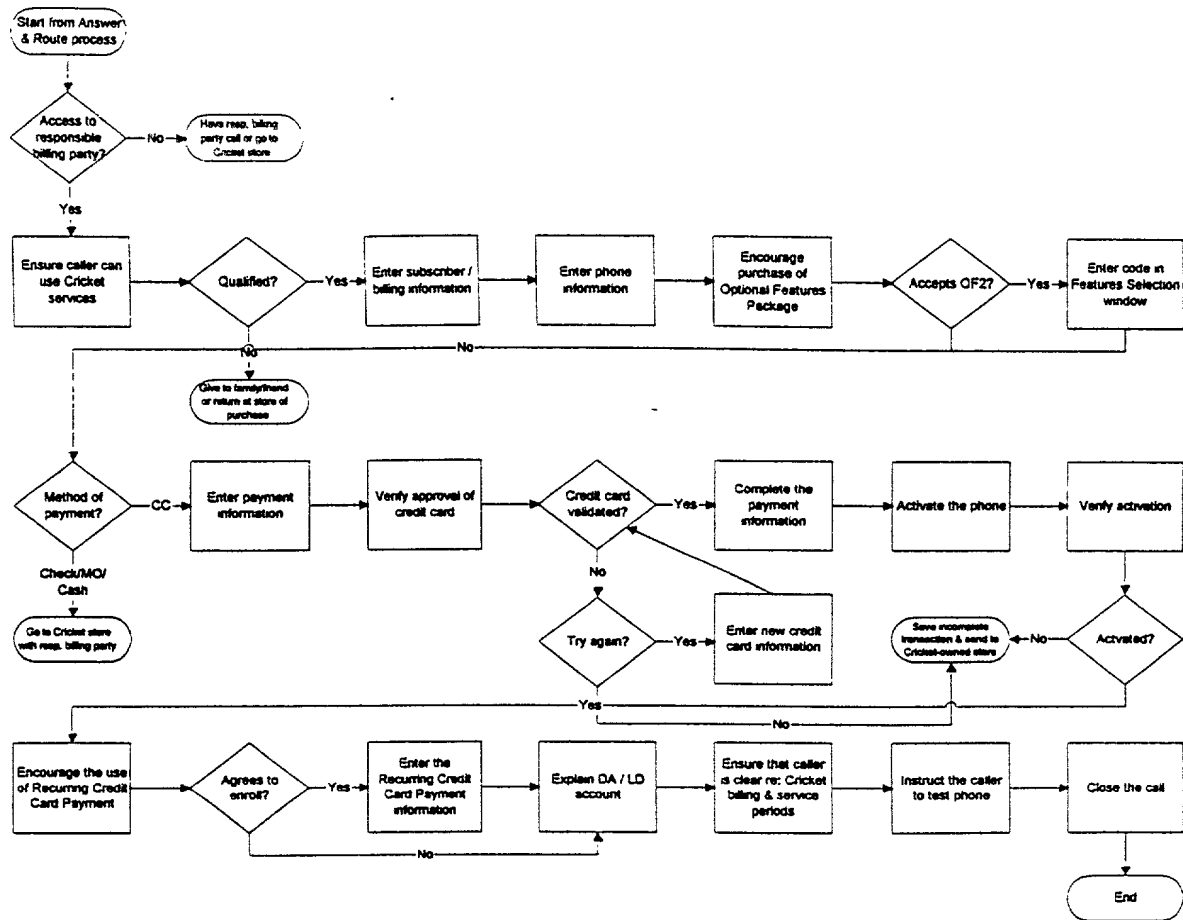 Start from Answer
& Route process
Access to
responsible
billing party?
No
Have resp. billing
party call or go to
Cricket store
Yes
Ensure caller can
use Cricket
services
Qualified?
Yes
Enter subscriber /
billing information
Enter phone
information
Encourage
purchase of
Optional Features
Package
Accepts OF2?
Yes
Enter code in
Features Selection
window
No
No
Give to family/friend
or return at store of
purchase
Method of
payment?
CC
Enter payment
information
Verify approval of
credit card
Credit card
validated?
Yes
Complete the
payment
information
Activate the phone
Verify activation
Check/MO/
Cash
No
Go to Cricket store
with resp. billing party
Try again?
Yes
Enter new credit
card information
Save incomplete
transaction & send to
Cricket-owned store
No
Actvated?
Yes
No
Encourage the use
of Recurring Credit
Card Payment
Agrees to
enroll?
Yes
Enter the
Recurring Credit
Card Payment
information
Explain DA / LD
account
Ensure that caller
is clear re: Cricket
billing & service
periods
Instruct the caller
to test phone
Close the call
No
End